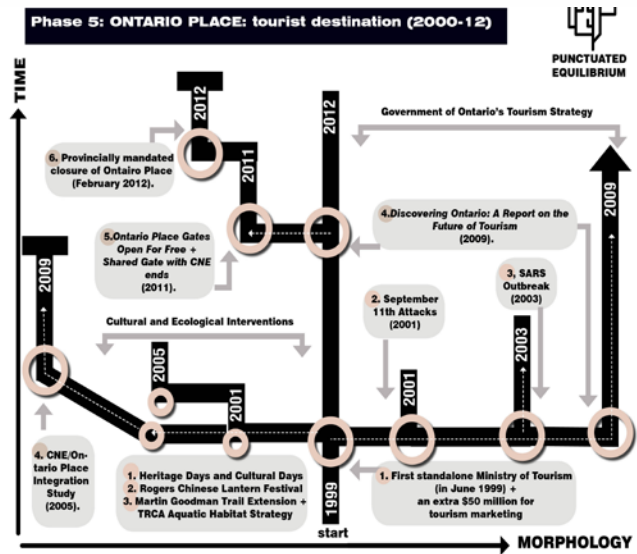 Phase 5: ONTARIO PLACE: tourist destination (2000-12)
PUNCTUATED
EQUILIBRIUM
TIME
2012
2012
Government of Ontario's Tourism Strategy
6. Provincially mandated
closure of Ontairo Place
(February 2012).
2011
2009
4.Discovering Ontario: A Report on the
Future of Tourism
(2009).
5.Ontario Place Gates
Open For Free +
Shared Gate with CNE
ends
(2011).
2009
3, SARS
Outbreak
(2003)
2. September
11th Attacks
(2001)
Cultural and Ecological Interventions
2005
2001
2001
2003
4. CNE/On-
tario Place
Integration
Study
(2005).
1. Heritage Days and Cultural Days
2. Rogers Chinese Lantern Festival
3. Martin Goodman Trail Extension +
TRCA Aquatic Habitat Strategy
1999
start
1. First standalone Ministry of Tourism
(in June 1999) +
an extra $50 million for
tourism marketing
MORPHOLOGY